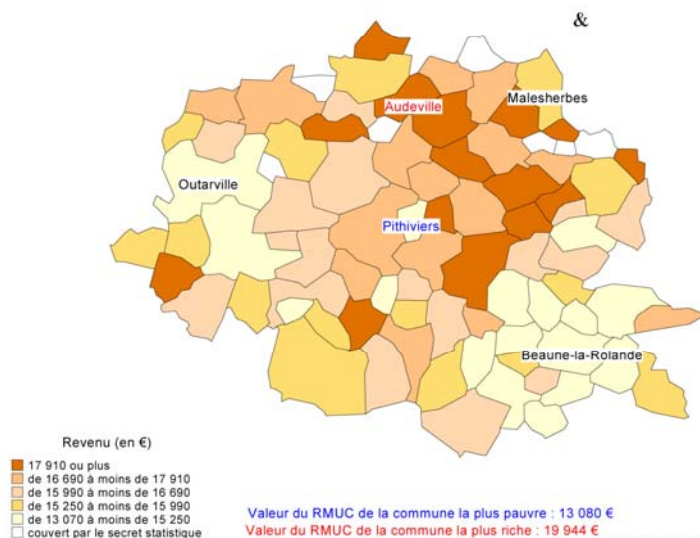 &
Audeville
Malesherbes
Outarville
Pithiviers
Beaune-la-Rolande
Revenu (en €)
17 910 ou plus
de 16 690 à moins de 17 910
de 15 990 à moins de 16 690
de 15 250 à moins de 15 990
de 13 070 à moins de 15 250
couvert par le secret statistique
Valeur du RMUC de la commune la plus pauvre : 13 080 €
Valeur du RMUC de la commune la plus riche : 19 944 €